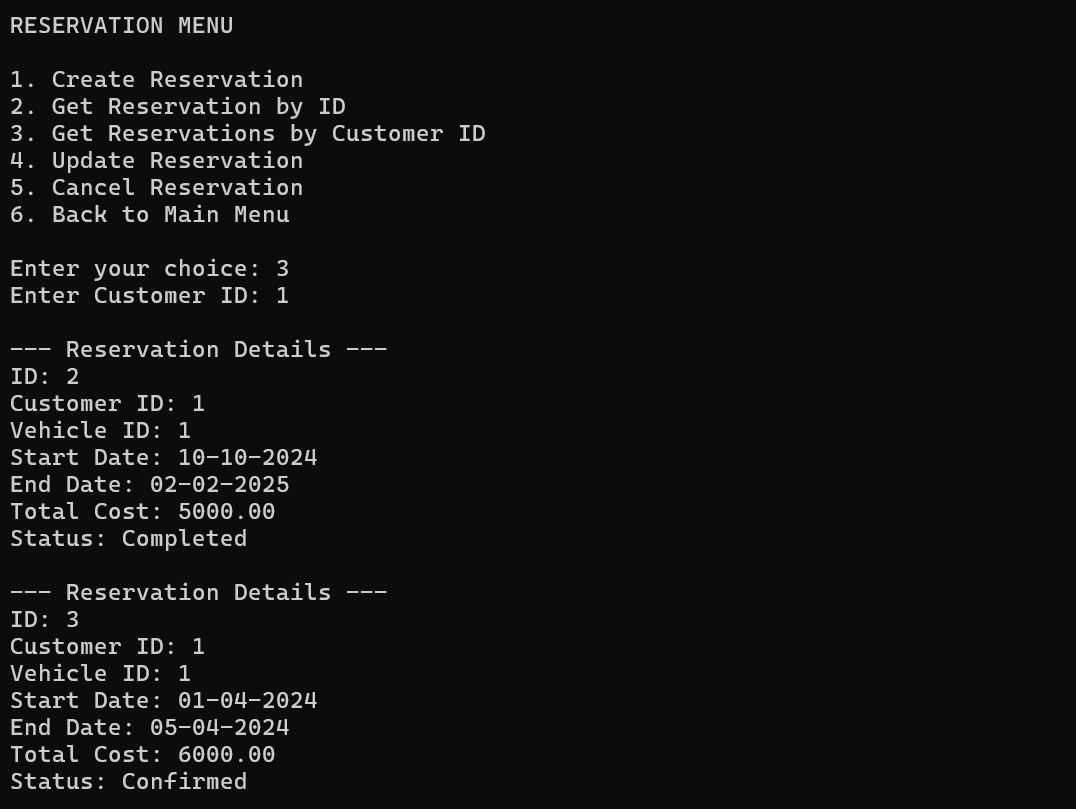 RESERVATION MENU
1. Create Reservation
2. Get Reservation by ID
3. Get Reservations by Customer ID
4. Update Reservation
5. Cancel Reservation
6. Back to Main Menu
Enter your choice: 3
Enter Customer ID: 1
--- Reservation Details ---
ID: 2
Customer ID: 1
Vehicle ID: 1
Start Date: 10-10-2024
End Date: 02-02-2025
Total Cost: 5000.00
Status: Completed
--- Reservation Details ---
ID: 3
Customer ID: 1
Vehicle ID: 1
Start Date: 01-04-2024
End Date: 05-04-2024
Total Cost: 6000.00
Status: Confirmed